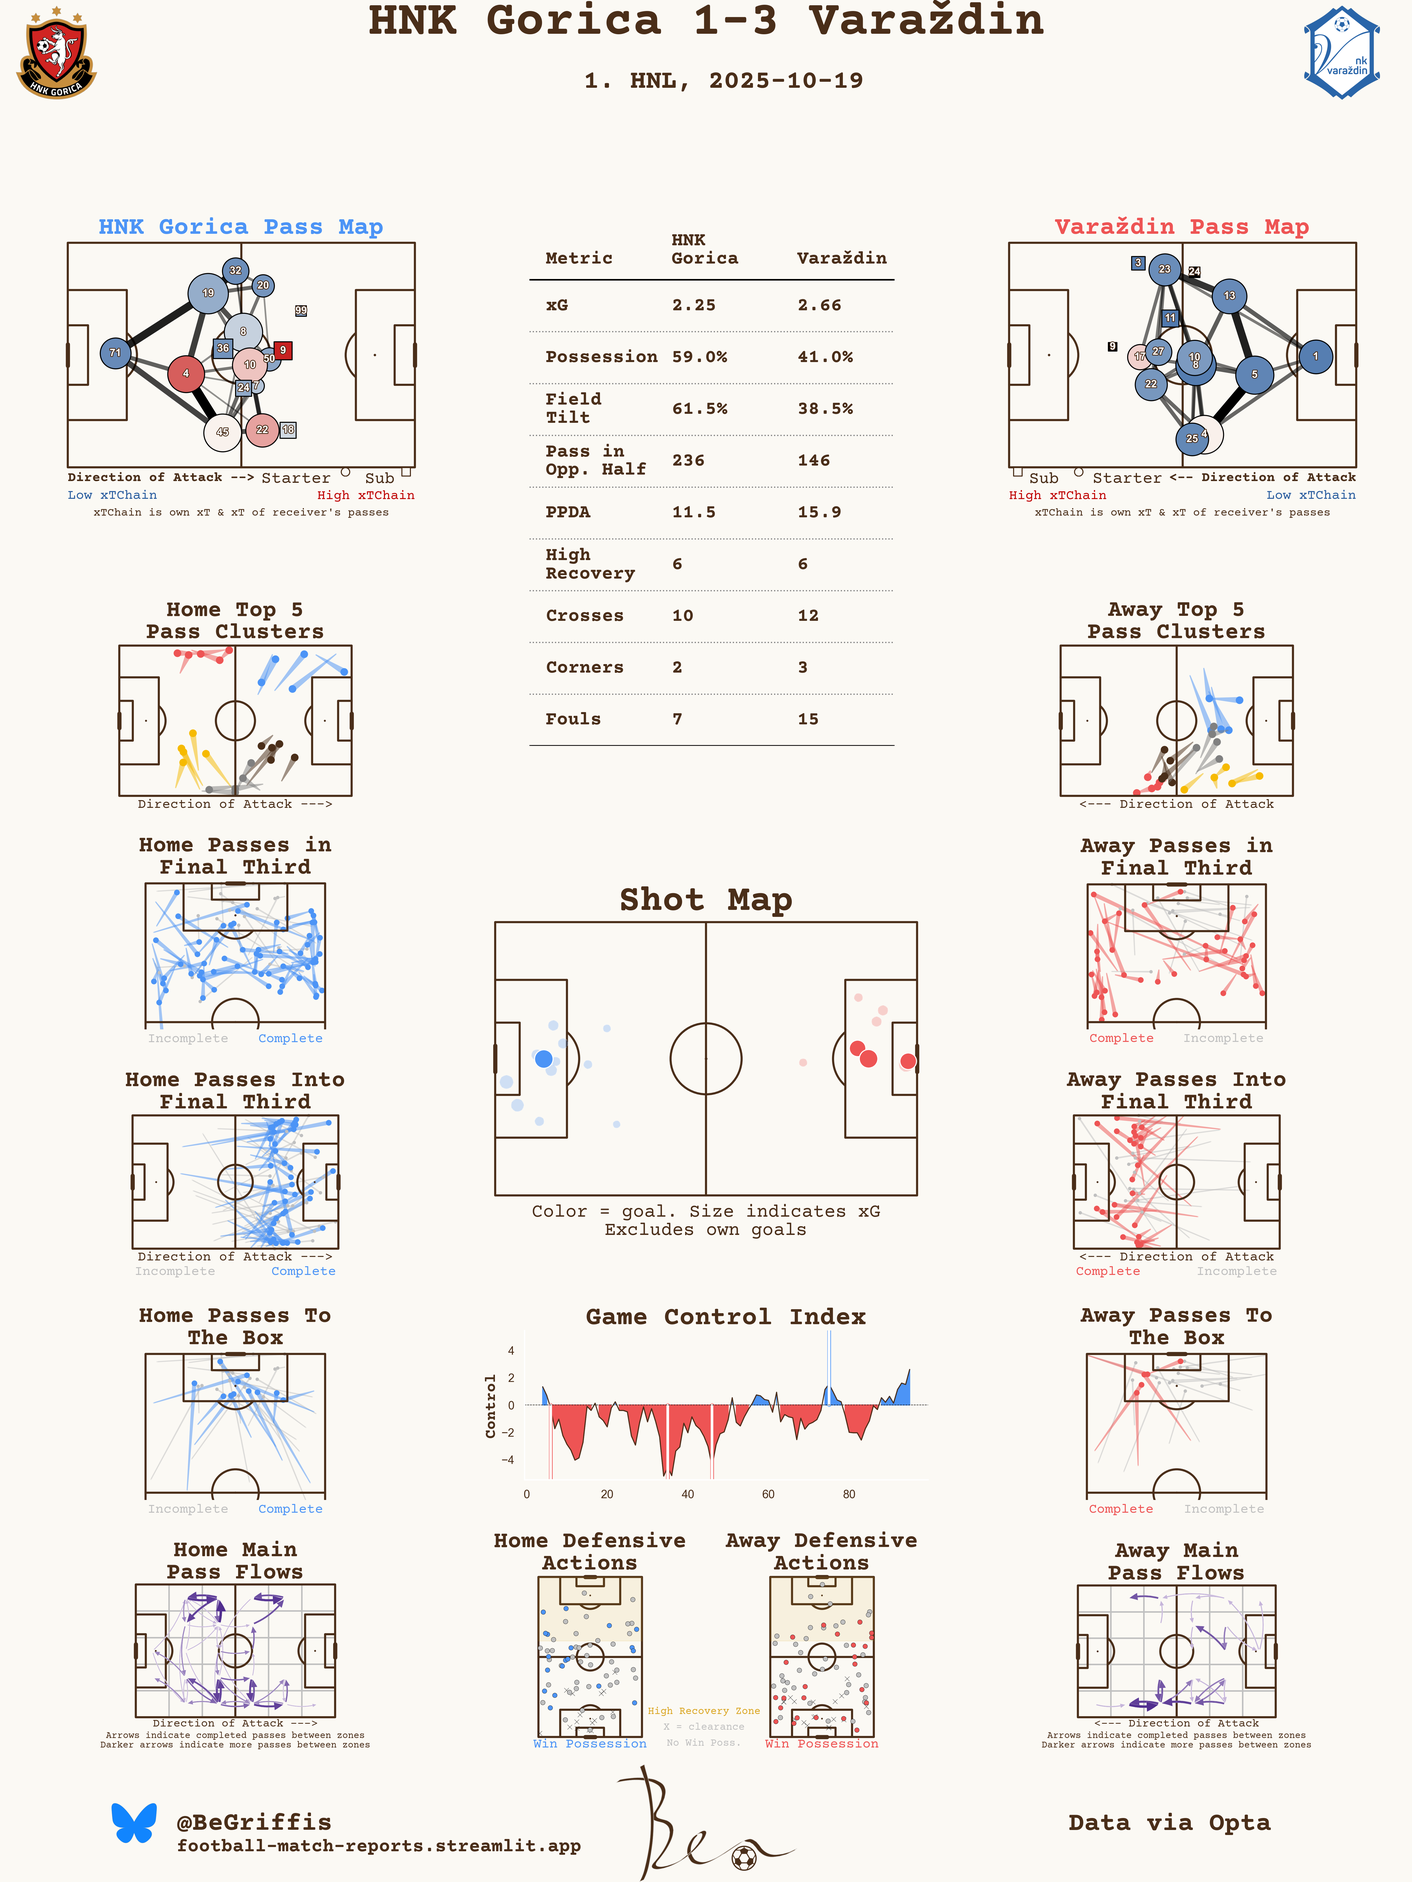 HNK Gorica 1-3 Varaždin
1. HNL, 2025-10-19
HNK GORICA
nk
varaždin
HNK Gorica Pass Map
32
20
19
99
8
71
36
9
50
10
4
24
7
45
22
18
Direction of Attack --> Starter Sub
Low xTChain High xTChain
xTChain is own xT & xT of receiver's passes
Metric HNK Gorica Varaždin
xG 2.25 2.66
Possession 59.0% 41.0%
Field Tilt 61.5% 38.5%
Pass in Opp. Half 236 146
PPDA 11.5 15.9
High Recovery 6 6
Crosses 10 12
Corners 2 3
Fouls 7 15
Varaždin Pass Map
3
23
24
13
11
9
17
27
10
8
1
22
5
25
4
Sub Starter <-- Direction of Attack
High xTChain Low xTChain
xTChain is own xT & xT of receiver's passes
Home Top 5
Pass Clusters
Direction of Attack --->
Away Top 5
Pass Clusters
<--- Direction of Attack
Home Passes in
Final Third
Incomplete Complete
Away Passes in
Final Third
Complete Incomplete
Shot Map
Color = goal. Size indicates xG
Excludes own goals
Home Passes Into
Final Third
Direction of Attack --->
Incomplete Complete
Away Passes Into
Final Third
<--- Direction of Attack
Complete Incomplete
Home Passes To
The Box
Incomplete Complete
Game Control Index
Control
4
2
0
−2
−4
0 20 40 60 80
Away Passes To
The Box
Complete Incomplete
Home Main
Pass Flows
Direction of Attack --->
Arrows indicate completed passes between zones
Darker arrows indicate more passes between zones
Home Defensive
Actions
Win Possession
High Recovery Zone
X = clearance
No Win Poss.
Away Defensive
Actions
Win Possession
Away Main
Pass Flows
<--- Direction of Attack
Arrows indicate completed passes between zones
Darker arrows indicate more passes between zones
@BeGriffis
football-match-reports.streamlit.app
Ben
Data via Opta